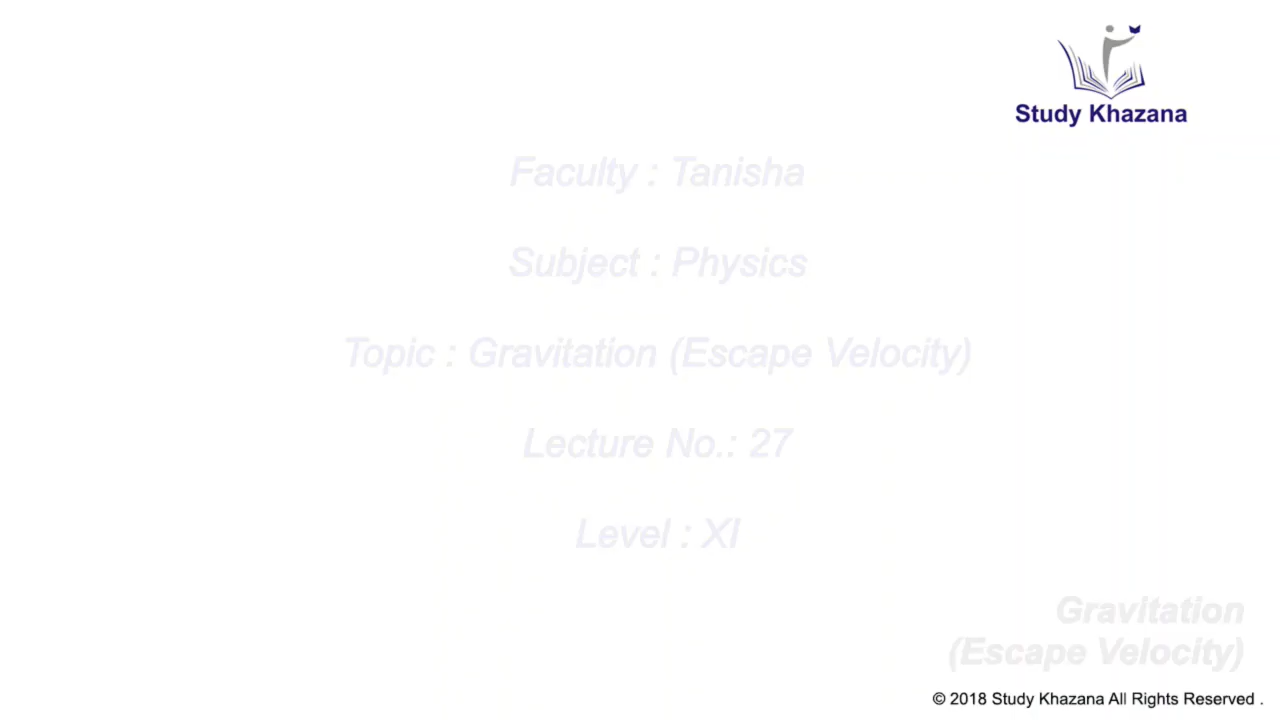 Study Khazana
Faculty : Tanisha
Subject : Physics
Topic : Gravitation (Escape Velocity)
Lecture No.: 27
Level : XI
Gravitation
(Escape Velocity)
© 2018 Study Khazana All Rights Reserved .